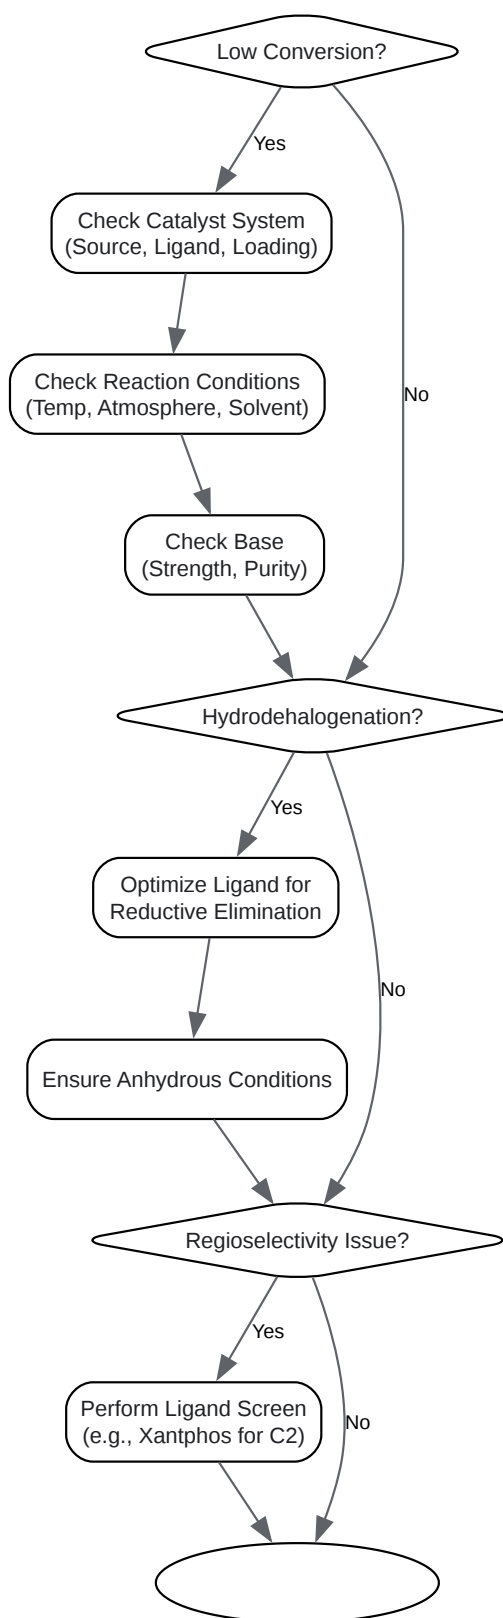 Low Conversion?
Yes
Check Catalyst System
(Source, Ligand, Loading)
Check Reaction Conditions
(Temp, Atmosphere, Solvent)
No
Check Base
(Strength, Purity)
Hydrodehalogenation?
Yes
Optimize Ligand for
Reductive Elimination
No
Ensure Anhydrous Conditions
Regioselectivity Issue?
Yes
Perform Ligand Screen
(e.g., Xantphos for C2)
No